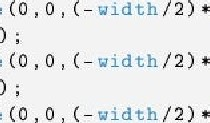 (0,0,(-width/2)*
);
(0,0,(-width/2)*
);
(0,0,(-width/2)*